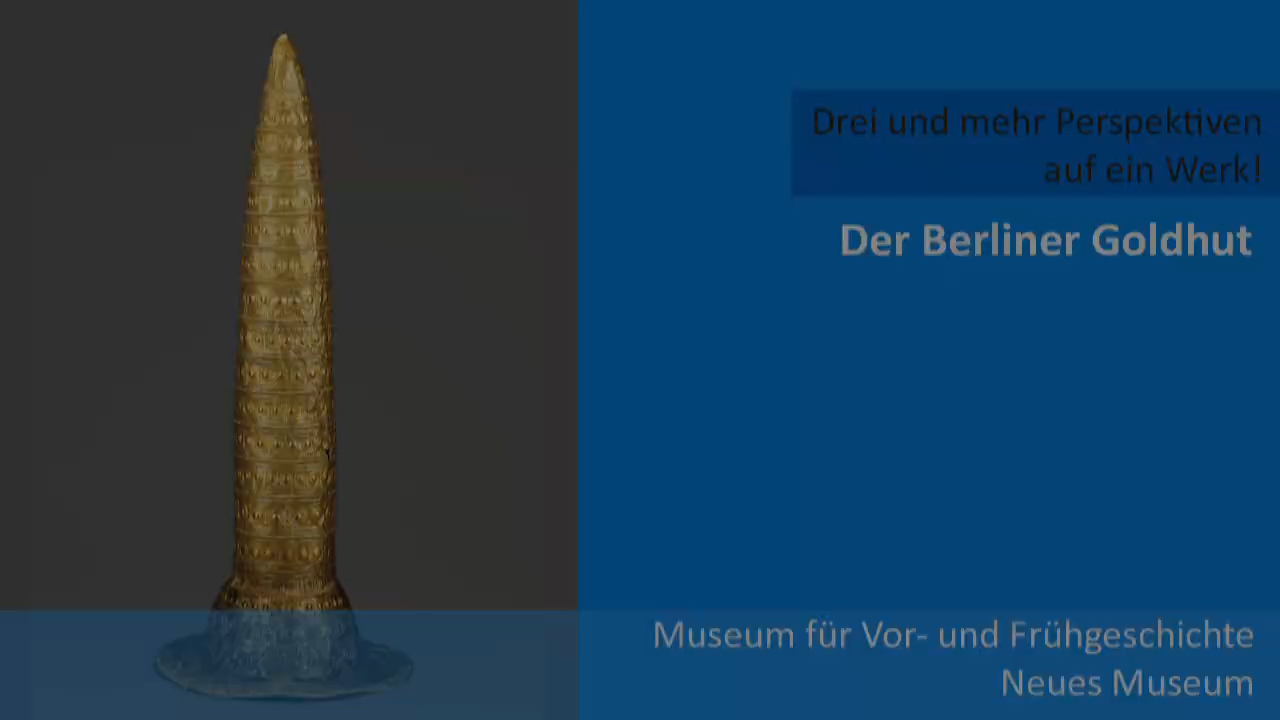 Drei und mehr Perspektiven
auf ein Werk!
Der Berliner Goldhut
Museum für Vor- und Frühgeschichte
Neues Museum